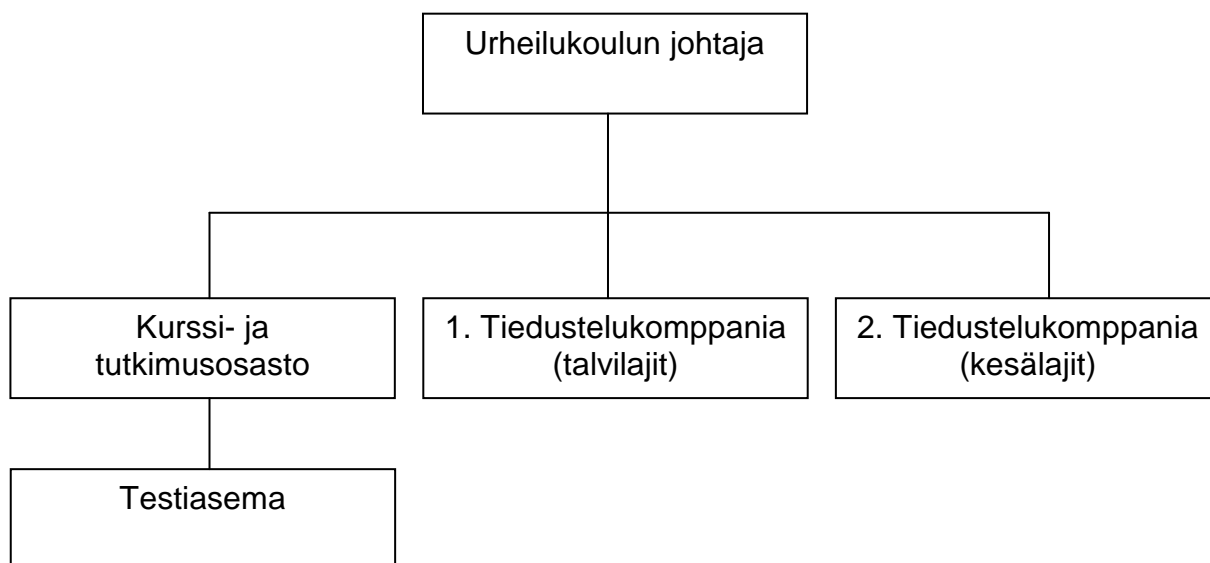 Urheilukoulun johtaja
Kurssi- ja
tutkimusosasto
1. Tiedustelukomppania
(talvilajit)
2. Tiedustelukomppania
(kesälajit)
Testiasema